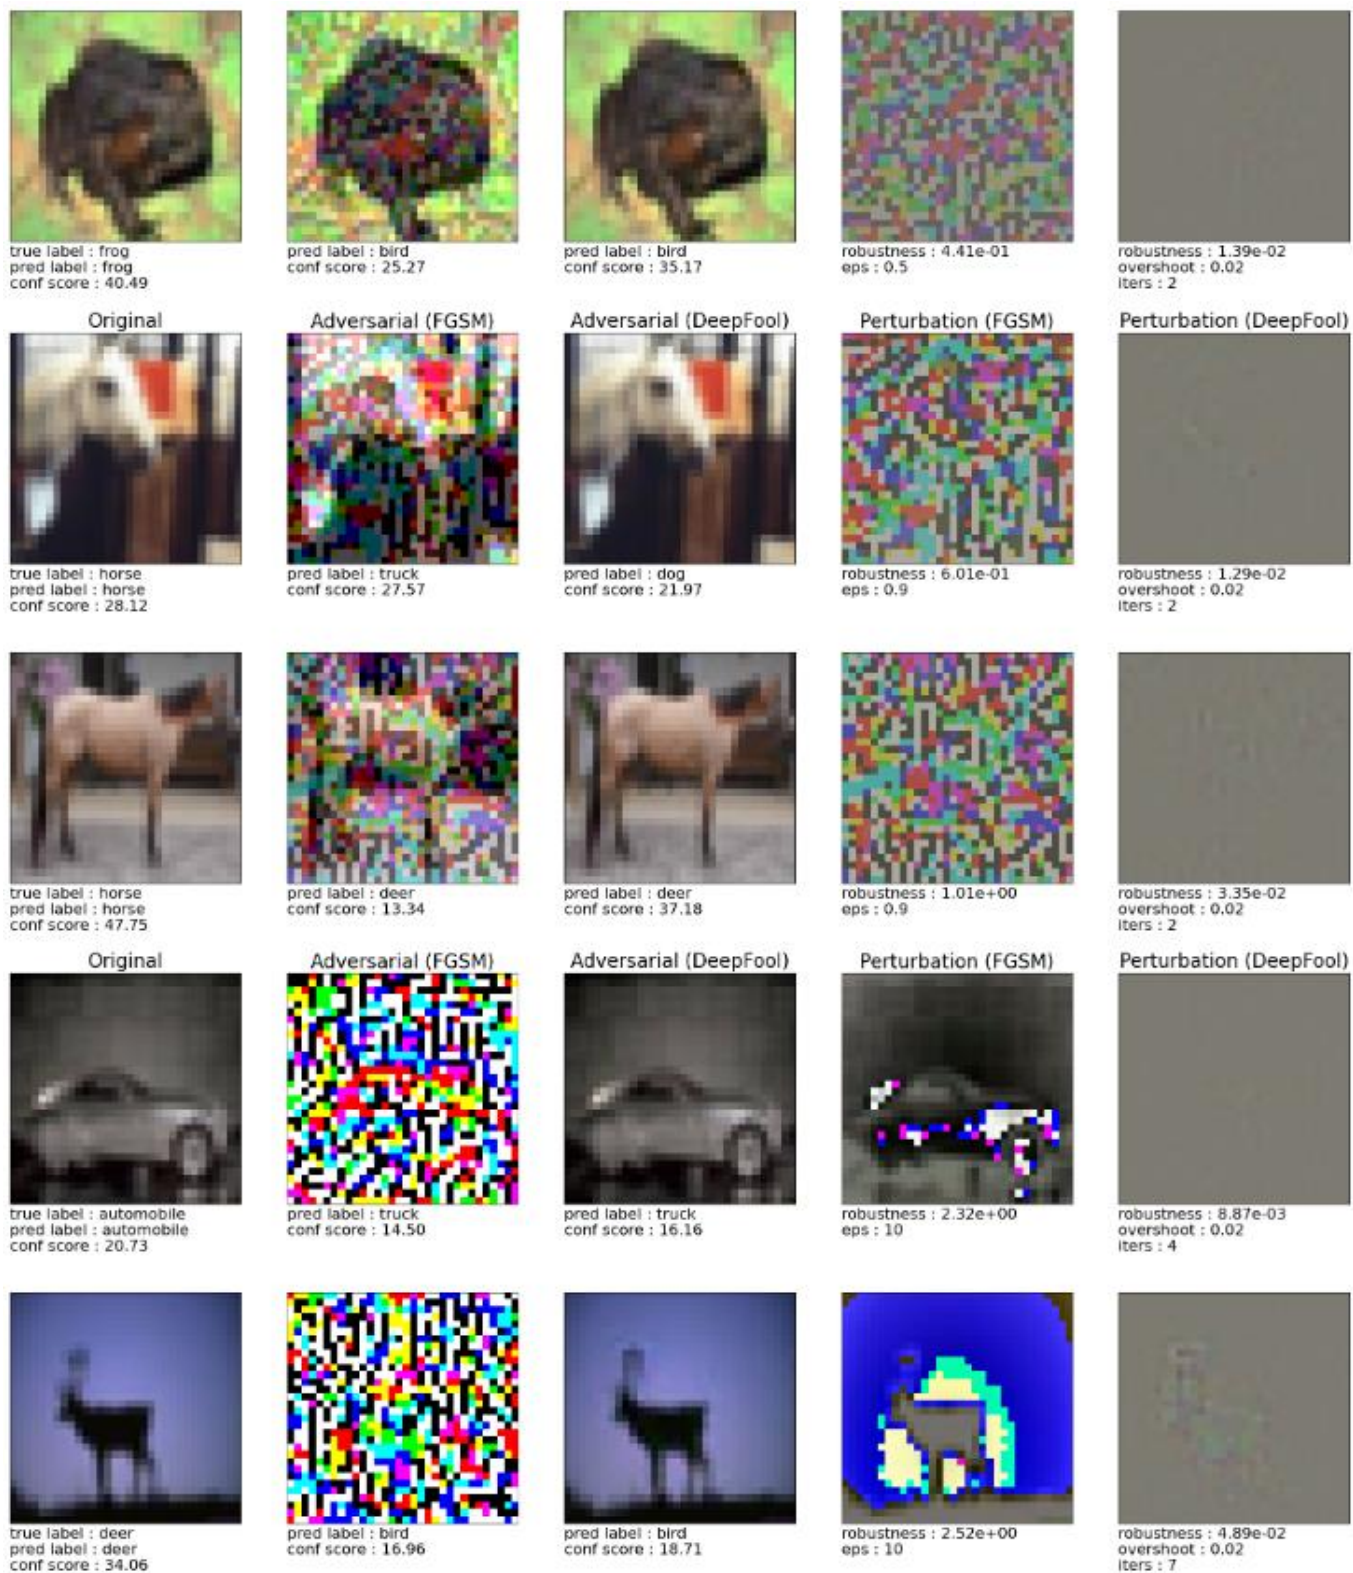 true label : frog
pred label : frog
conf score : 40.49
pred label : bird
conf score : 25.27
pred label : bird
conf score : 35.17
robustness : 4.41e-01
eps : 0.5
robustness : 1.39e-02
overshoot : 0.02
iters : 2
Original
Adversarial (FGSM)
Adversarial (DeepFool)
Perturbation (FGSM)
Perturbation (DeepFool)
true label : horse
pred label : horse
conf score : 28.12
pred label : truck
conf score : 27.57
pred label : dog
conf score : 21.97
robustness : 6.01e-01
eps : 0.9
robustness : 1.29e-02
overshoot : 0.02
iters : 2
true label : horse
pred label : horse
conf score : 47.75
pred label : deer
conf score : 13.34
pred label : deer
conf score : 37.18
robustness : 1.01e+00
eps : 0.9
robustness : 3.35e-02
overshoot : 0.02
iters : 2
Original
Adversarial (FGSM)
Adversarial (DeepFool)
Perturbation (FGSM)
Perturbation (DeepFool)
true label : automobile
pred label : automobile
conf score : 20.73
pred label : truck
conf score : 14.50
pred label : truck
conf score : 16.16
robustness : 2.32e+00
eps : 10
robustness : 8.87e-03
overshoot : 0.02
iters : 4
true label : deer
pred label : deer
conf score : 34.06
pred label : bird
conf score : 16.96
pred label : bird
conf score : 18.71
robustness : 2.52e+00
eps : 10
robustness : 4.89e-02
overshoot : 0.02
iters : 7